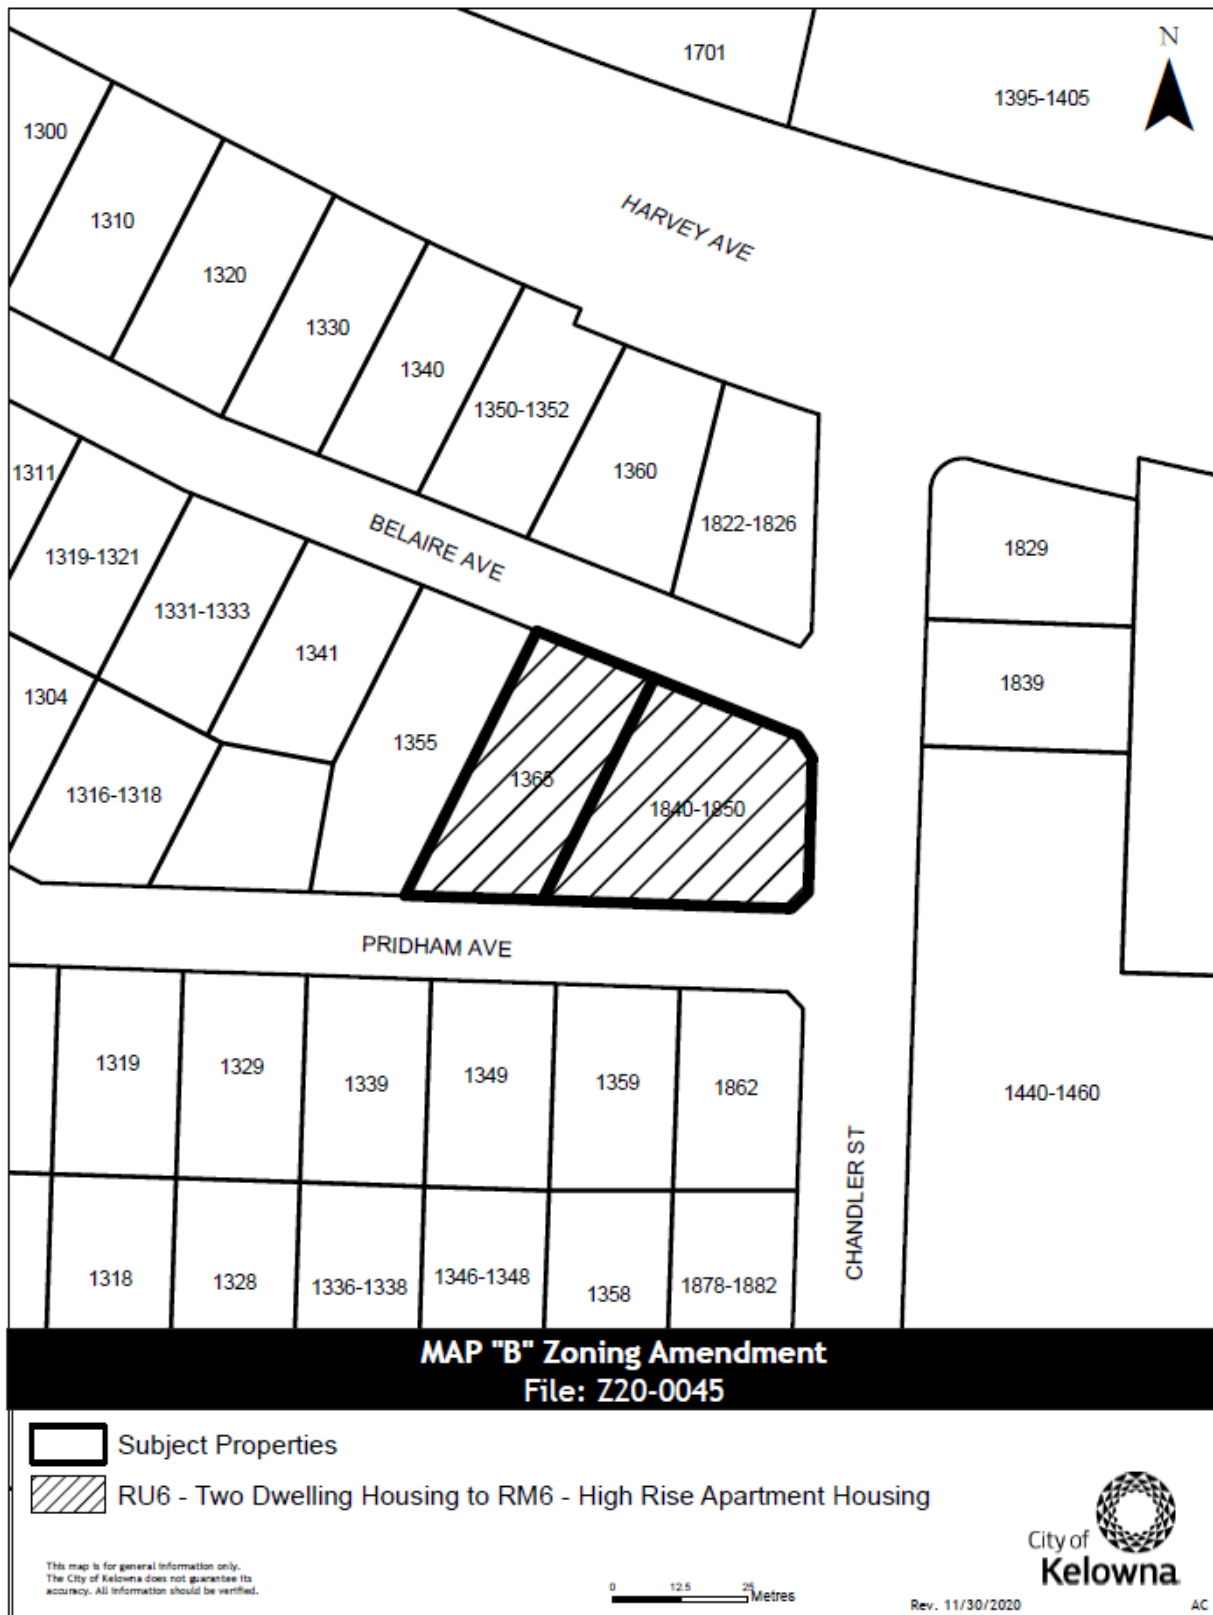 1701
N
1395-1405
1300
1310
HARVEY AVE
1320
1330
1340
1350-1352
1360
1311
1822-1826
BELAIRE AVE
1319-1321
1829
1331-1333
1341
1839
1304
1355
1365
1316-1318
1840-1850
PRIDHAM AVE
1319
1329
1339
1349
1359
1862
1440-1460
CHANDLER ST
1318
1328
1336-1338
1346-1348
1358
1878-1882
MAP "B" Zoning Amendment
File: Z20-0045
Subject Properties
RU6 - Two Dwelling Housing to RM6 - High Rise Apartment Housing
This map is for general information only.
The City of Kelowna does not guarantee its
accuracy. All information should be verified.
0 12.5 25 Metres
City of
Kelowna
Rev. 11/30/2020
AC